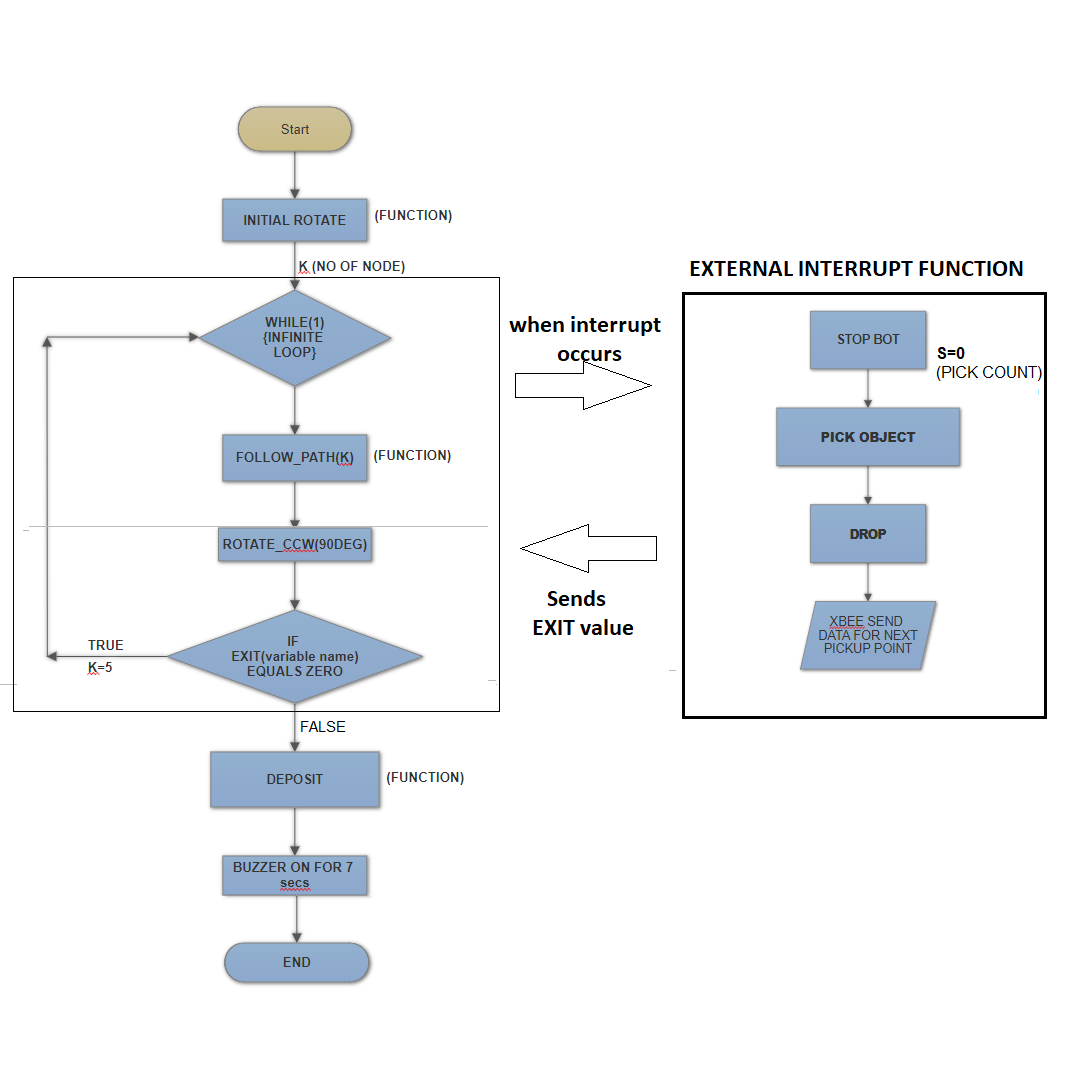 Start
INITIAL ROTATE
(FUNCTION)
K (NO OF NODE)
WHILE(1)
{INFINITE
LOOP}
FOLLOW_PATH(K)
(FUNCTION)
ROTATE_CCW(90DEG)
IF
EXIT(variable name)
EQUALS ZERO
TRUE
K=5
FALSE
DEPOSIT
(FUNCTION)
BUZZER ON FOR 7
secs
END
when interrupt
occurs
Sends
EXIT value
EXTERNAL INTERRUPT FUNCTION
STOP BOT
S=0
(PICK COUNT)
PICK OBJECT
DROP
XBEE SEND
DATA FOR NEXT
PICKUP POINT